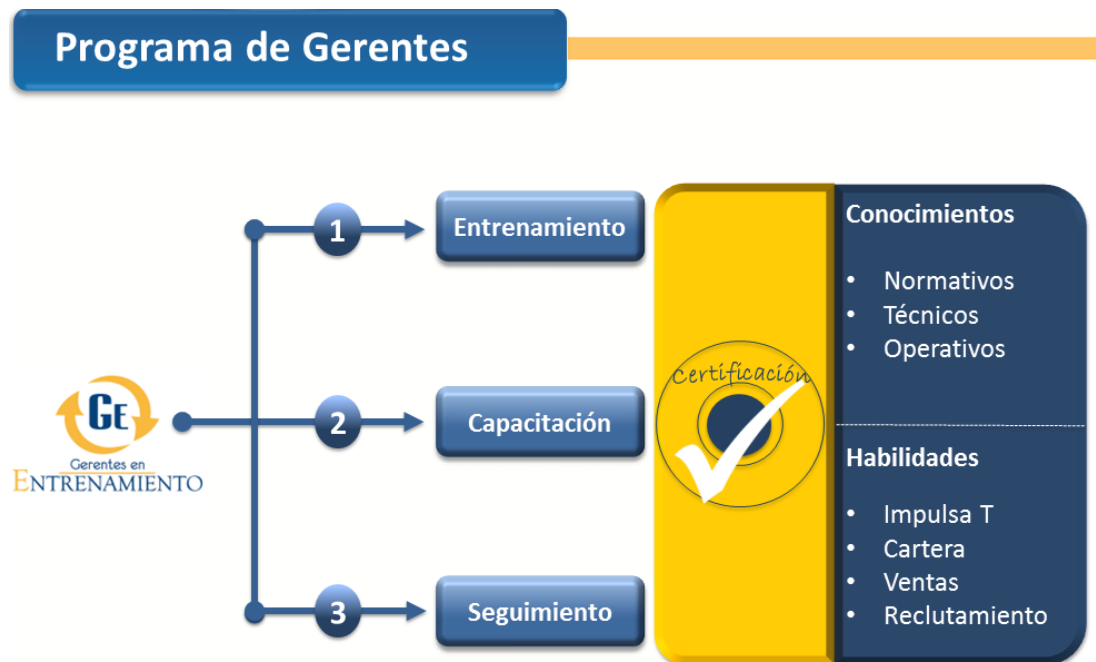 Programa de Gerentes
GE
Gerentes en
ENTRENAMIENTO
1
Entrenamiento
2
Capacitación
3
Seguimiento
Certificación
Conocimientos
• Normativos
• Técnicos
• Operativos
Habilidades
• Impulsa T
• Cartera
• Ventas
• Reclutamiento